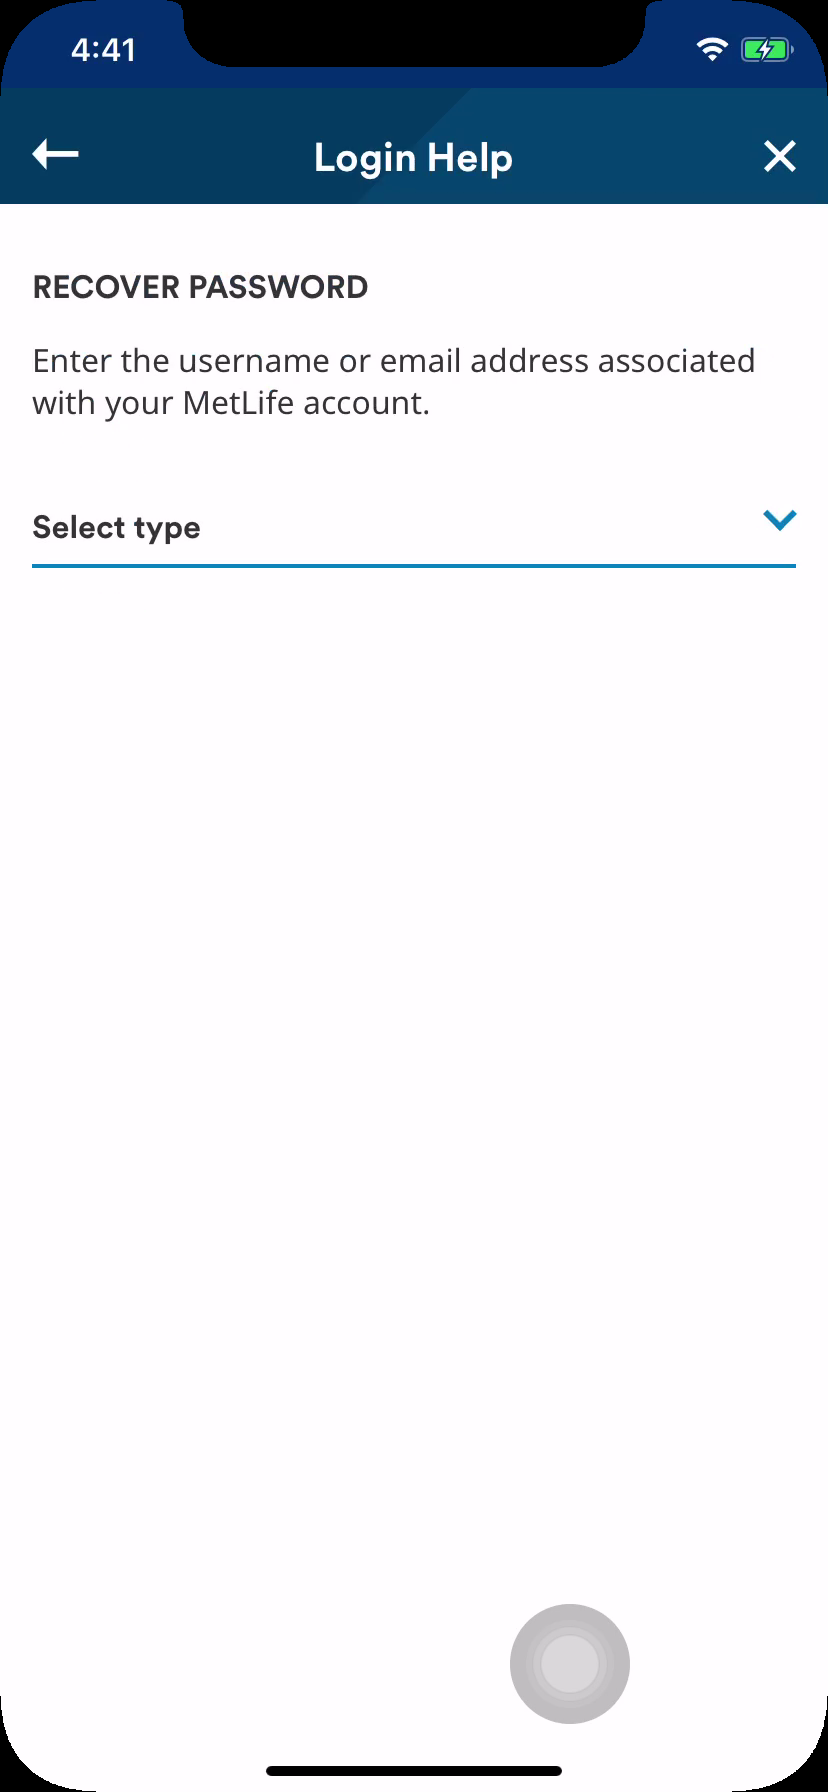 4:41
Login Help
RECOVER PASSWORD
Enter the username or email address associated
with your MetLife account.
Select type